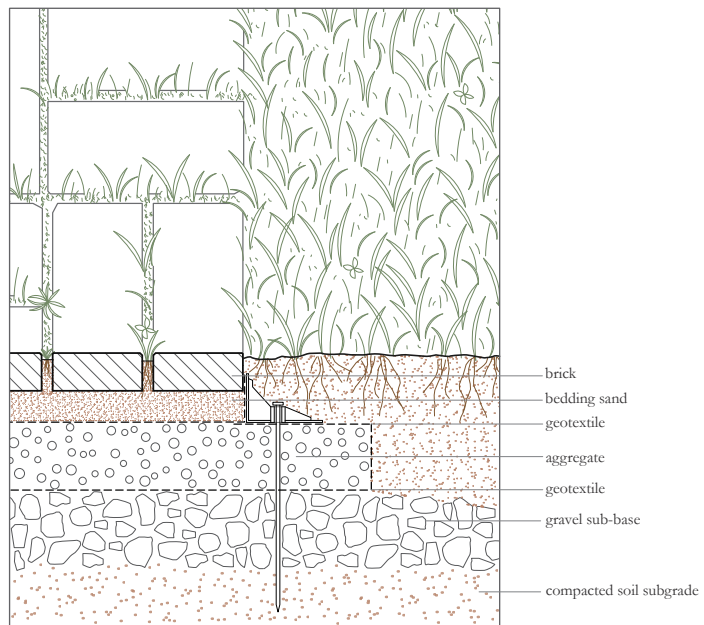 brick
bedding sand
geotextile
aggregate
geotextile
gravel sub-base
compacted soil subgrade